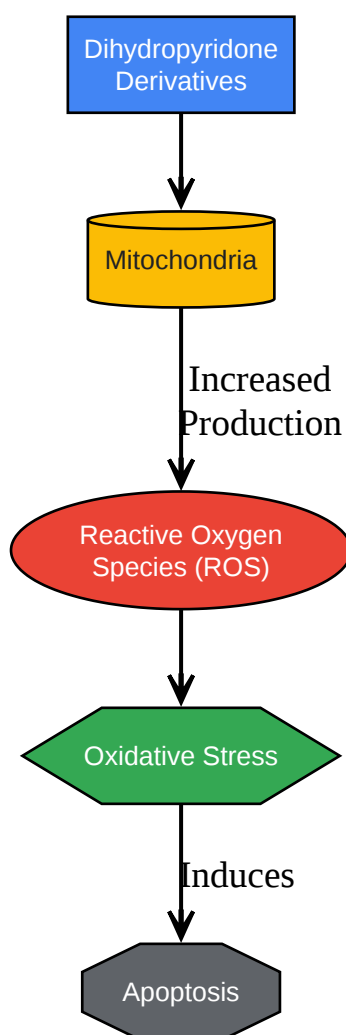 Dihydropyridone
Derivatives
Mitochondria
Increased
Production
Reactive Oxygen
Species (ROS)
Oxidative Stress
Induces
Apoptosis